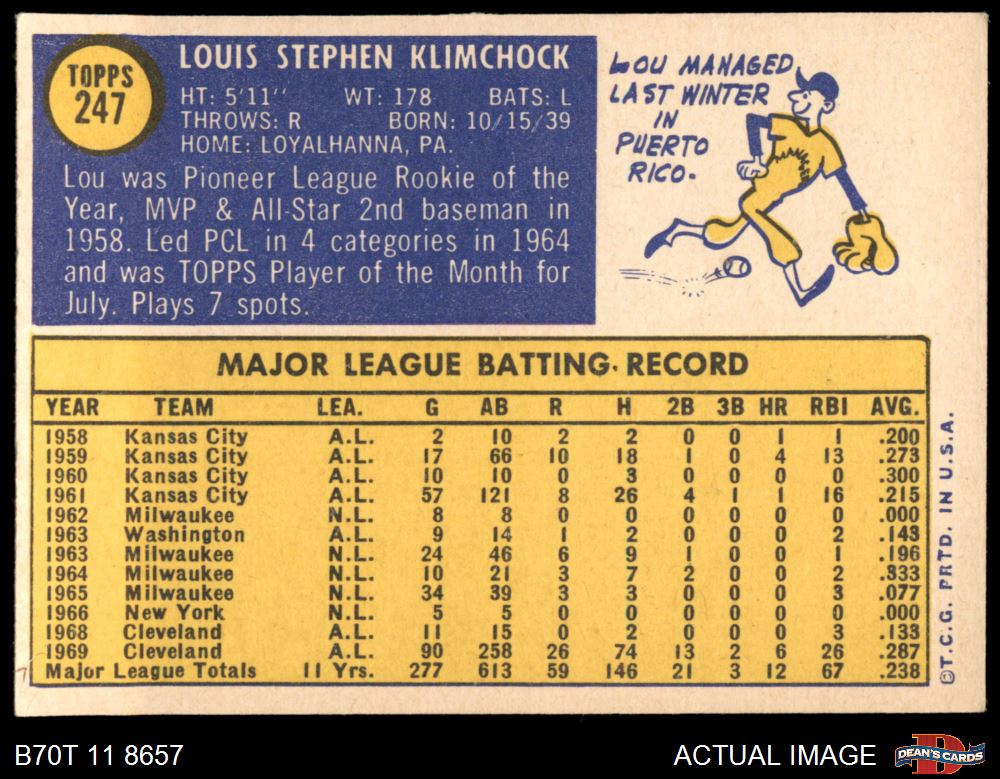 TOPPS
247
LOUIS STEPHEN KLIMCHOCK
HT: 5'11" WT: 178 BATS: L
THROWS: R BORN: 10/15/39
HOME: LOYALHANNA, PA.
Lou was Pioneer League Rookie of the
Year, MVP & All-Star 2nd baseman in
1958. Led PCL in 4 categories in 1964
and was TOPPS Player of the Month for
July. Plays 7 spots.
LOU MANAGED
LAST WINTER
IN
PUERTO
RICO.
MAJOR LEAGUE BATTING RECORD
YEAR TEAM LEA. G AB R H 2B 3B HR RBI AVG.
1958 Kansas City A.L. 2 10 2 2 0 0 1 1 .200
1959 Kansas City A.L. 17 66 10 18 1 0 4 13 .273
1960 Kansas City A.L. 10 10 0 3 0 0 0 0 .300
1961 Kansas City A.L. 57 121 8 26 4 1 1 16 .215
1962 Milwaukee N.L. 8 8 0 0 0 0 0 0 .000
1963 Washington A.L. 9 14 1 2 0 0 0 2 .143
1963 Milwaukee N.L. 24 46 6 9 1 0 0 1 .196
1964 Milwaukee N.L. 10 21 3 7 2 0 0 2 .333
1965 Milwaukee N.L. 34 39 3 3 0 0 0 3 .077
1966 New York N.L. 5 5 0 0 0 0 0 0 .000
1968 Cleveland A.L. 11 15 0 2 0 0 0 3 .133
1969 Cleveland A.L. 90 258 26 74 13 2 6 26 .287
Major League Totals 11 Yrs. 277 613 59 146 21 3 12 67 .238
©T.C.G. PRTD. IN U.S.A.
B70T 11 8657
ACTUAL IMAGE
D
DEAN'S CARDS